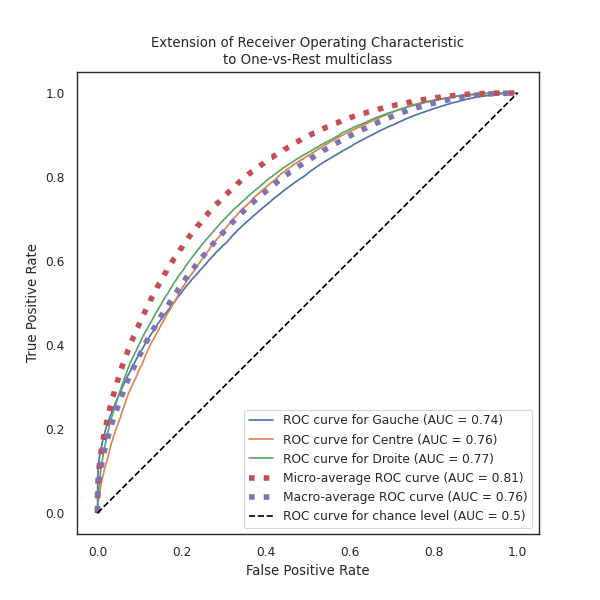 Extension of Receiver Operating Characteristic
to One-vs-Rest multiclass
True Positive Rate
1.0
0.8
0.6
0.4
0.2
0.0
ROC curve for Gauche (AUC = 0.74)
ROC curve for Centre (AUC = 0.76)
ROC curve for Droite (AUC = 0.77)
Micro-average ROC curve (AUC = 0.81)
Macro-average ROC curve (AUC = 0.76)
ROC curve for chance level (AUC = 0.5)
0.0 0.2 0.4 0.6 0.8 1.0
False Positive Rate